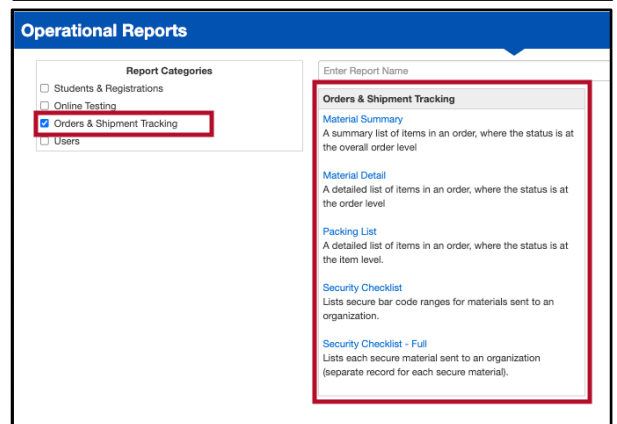 Operational Reports
Report Categories
Students & Registrations
Online Testing
Orders & Shipment Tracking
Users
Enter Report Name
Orders & Shipment Tracking
Material Summary
A summary list of items in an order, where the status is at
the overall order level
Material Detail
A detailed list of items in an order, where the status is at
the order level
Packing List
A detailed list of items in an order, where the status is at
the item level.
Security Checklist
Lists secure bar code ranges for materials sent to an
organization.
Security Checklist - Full
Lists each secure material sent to an organization
(separate record for each secure material).